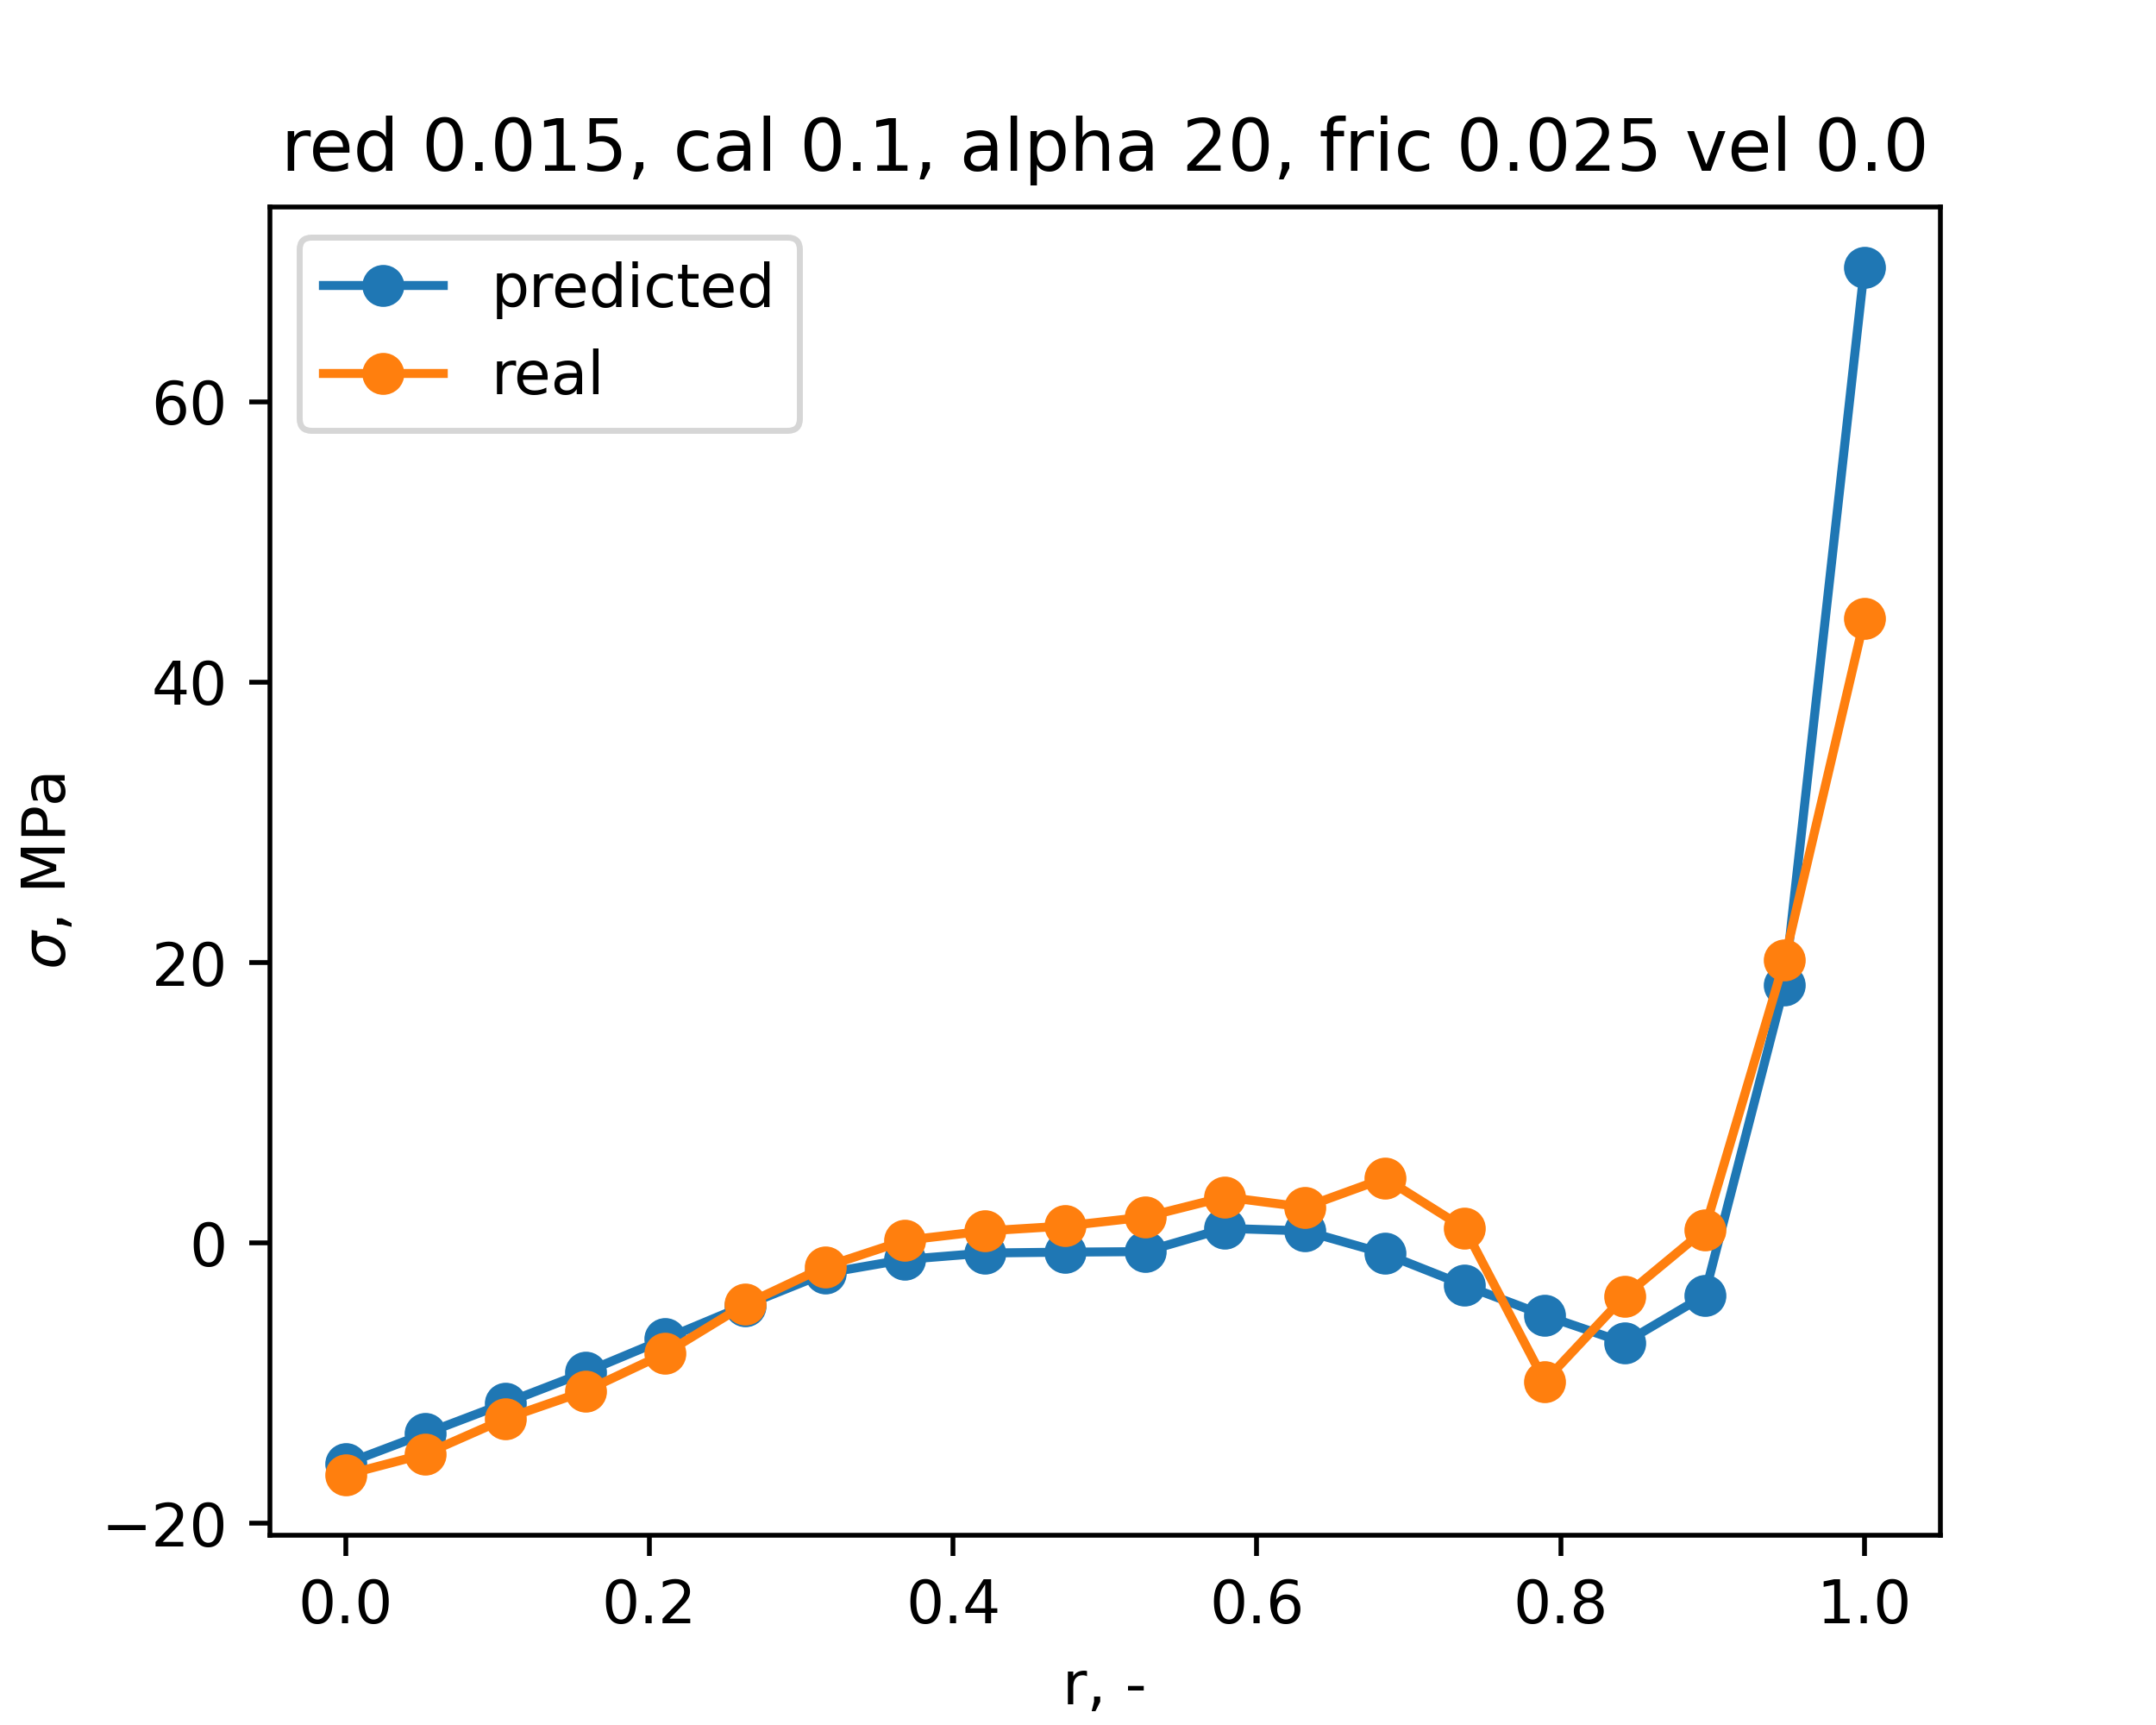 red 0.015, cal 0.1, alpha 20, fric 0.025 vel 0.0
predicted
real
60
40
20
0
−20
σ, MPa
0.0 0.2 0.4 0.6 0.8 1.0
r, -